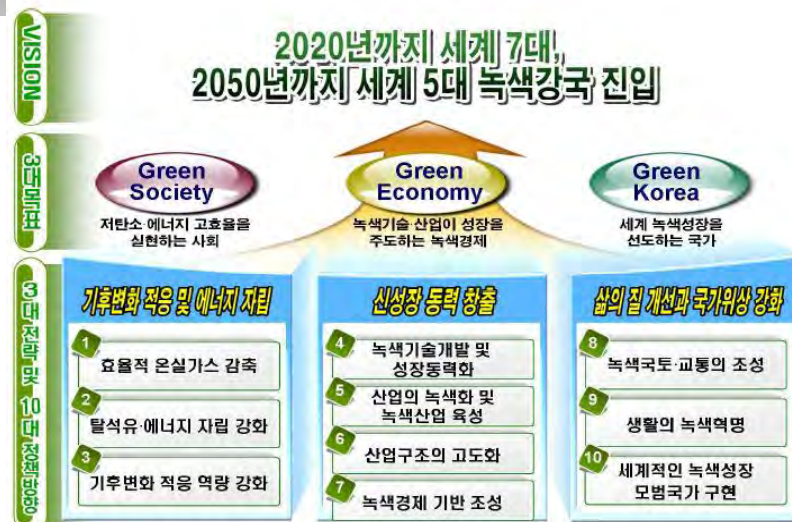 VISION
2020년까지 세계 7대,
2050년까지 세계 5대 녹색강국 진입
3대목표
Green
Society
저탄소·에너지 고효율을
실현하는 사회
Green
Economy
녹색기술·산업이 성장을
주도하는 녹색경제
Green
Korea
세계 녹색성장을
선도하는 국가
3대 전략 및 10대 정책방향
기후변화 적응 및 에너지 자립
1
효율적 온실가스 감축
2
탈석유·에너지 자립 강화
3
기후변화 적응 역량 강화
신성장 동력 창출
4
녹색기술개발 및
성장동력화
5
산업의 녹색화 및
녹색산업 육성
6
산업구조의 고도화
7
녹색경제 기반 조성
삶의 질 개선과 국가위상 강화
8
녹색국토·교통의 조성
9
생활의 녹색혁명
10
세계적인 녹색성장
모범국가 구현